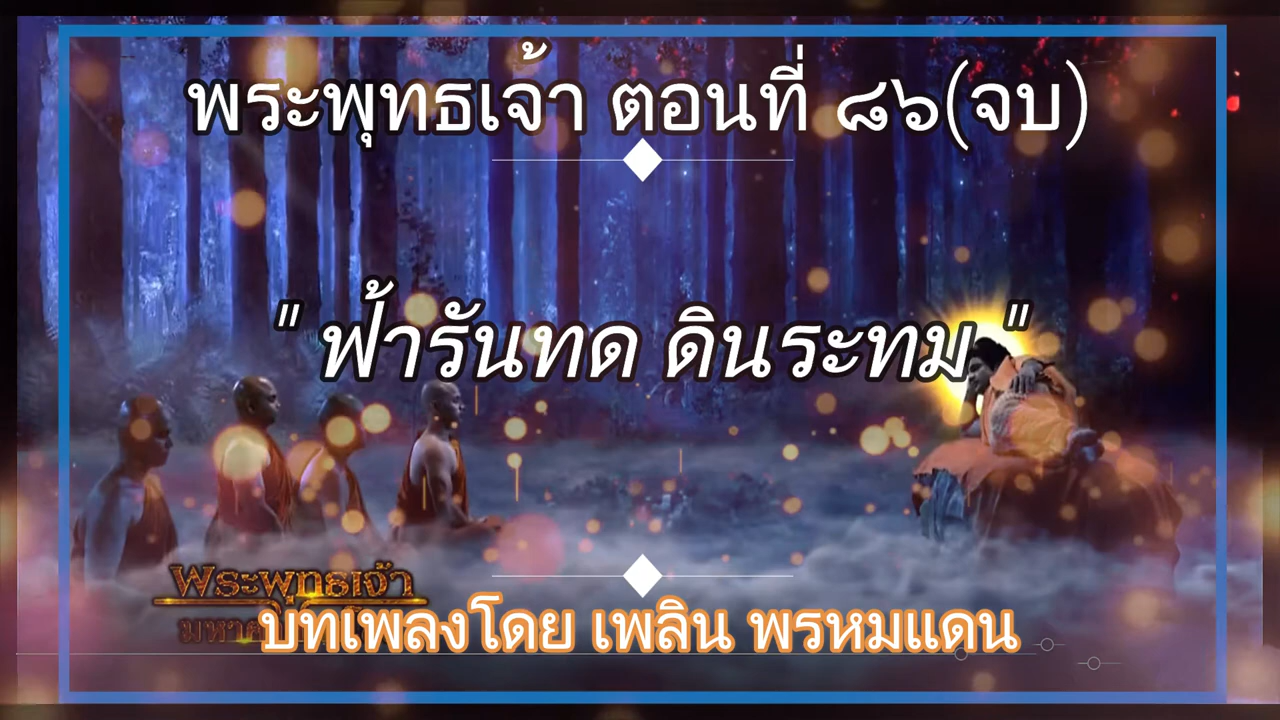 พระพุทธเจ้า ตอนที่ ๘๖(จบ)
" ฟ้ารันทด ดินระทม "
พระพุทธเจ้า
บทเพลงโดย เพลิน พรหมแดน